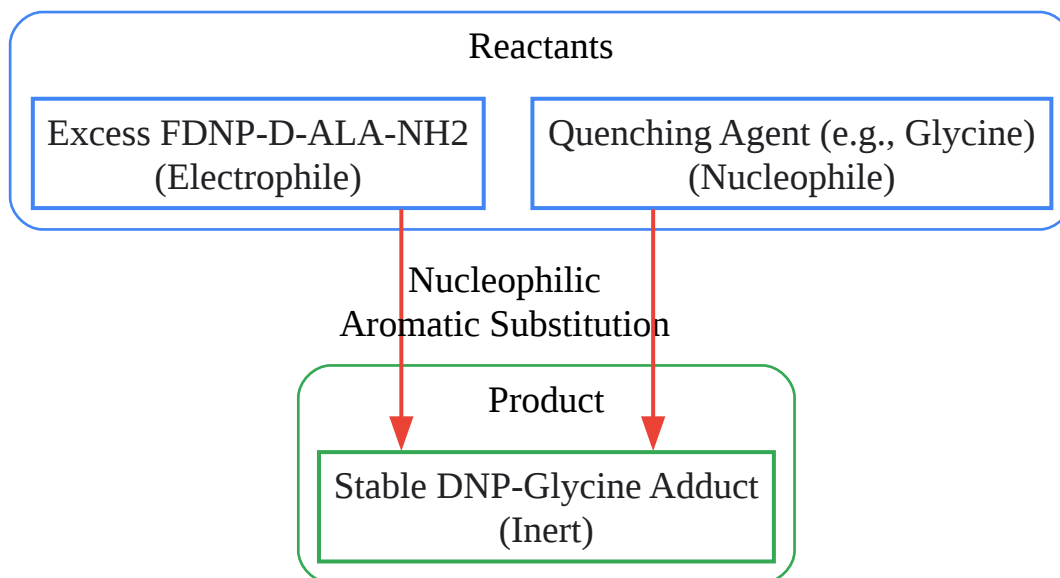 Reactants
Excess FDNP-D-ALA-NH2
(Electrophile)
Quenching Agent (e.g., Glycine)
(Nucleophile)
Nucleophilic
Aromatic Substitution
Product
Stable DNP-Glycine Adduct
(Inert)